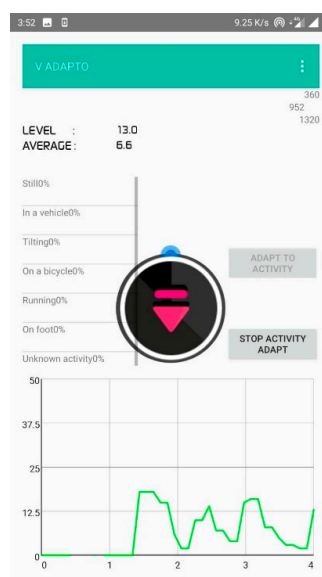 3:52 9.25 K/s 4G
V ADAPTO
360
952
1320
LEVEL : 13.0
AVERAGE : 6.6
Still0%
In a vehicle0%
Tilting0%
On a bicycle0%
Running0%
On foot0%
Unknown activity0%
ADAPT TO
ACTIVITY
STOP ACTIVITY
ADAPT
50
37.5
25
12.5
0
0 1 2 3 4